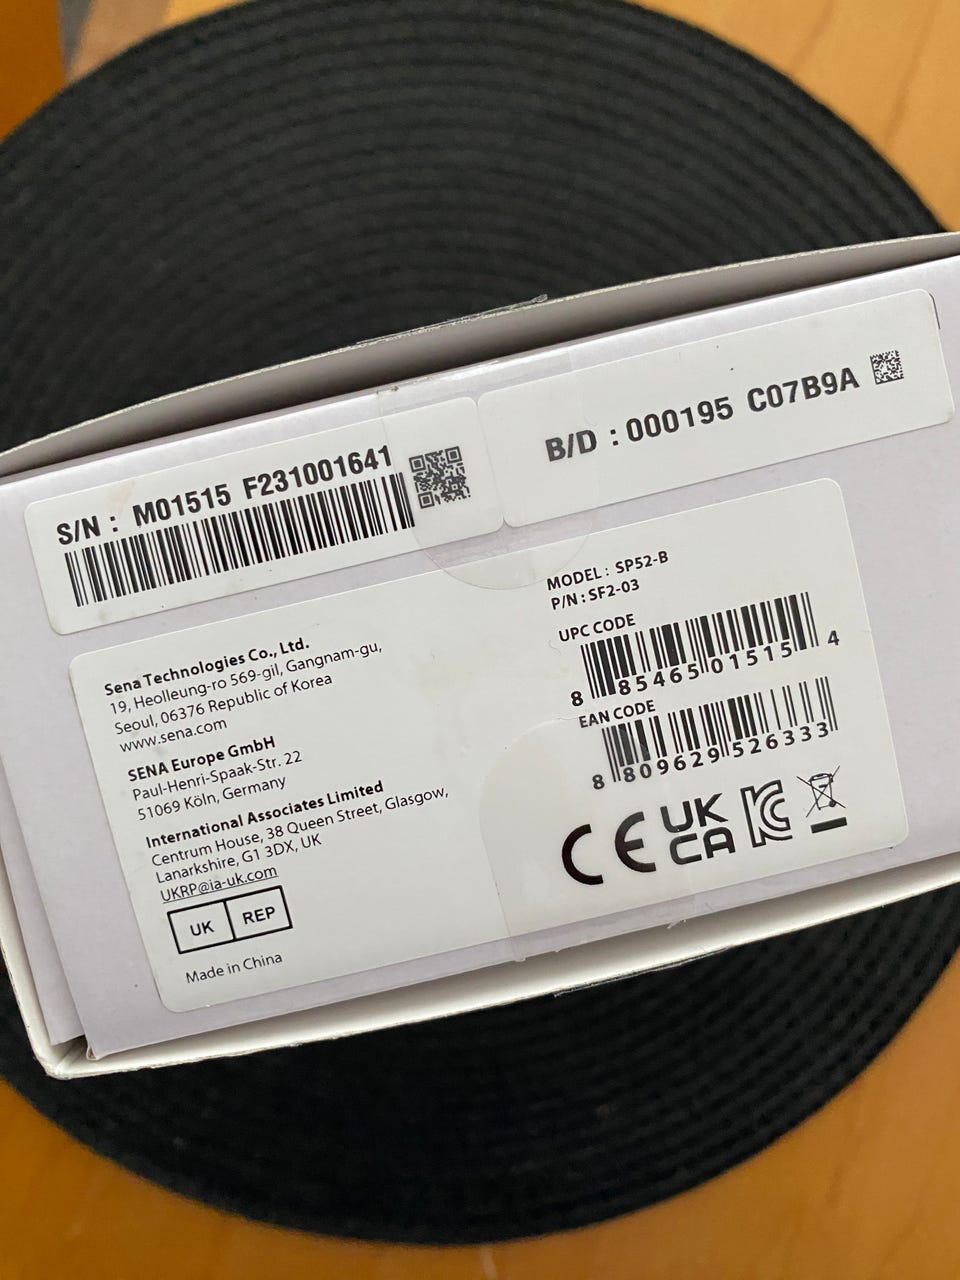 S/N : M01515 F231001641
B/D : 000195 C07B9A
Sena Technologies Co., Ltd.
19, Heolleung-ro 569-gil, Gangnam-gu,
Seoul, 06376 Republic of Korea
www.sena.com
SENA Europe GmbH
Paul-Henri-Spaak-Str. 22
51069 Köln, Germany
International Associates Limited
Centrum House, 38 Queen Street, Glasgow,
Lanarkshire, G1 3DX, UK
UKRP@ia-uk.com
UK REP
Made in China
MODEL : SP52-B
P/N : SF2-03
UPC CODE
8 85465 01515 4
EAN CODE
8 809629 526333
CE UK CA KC